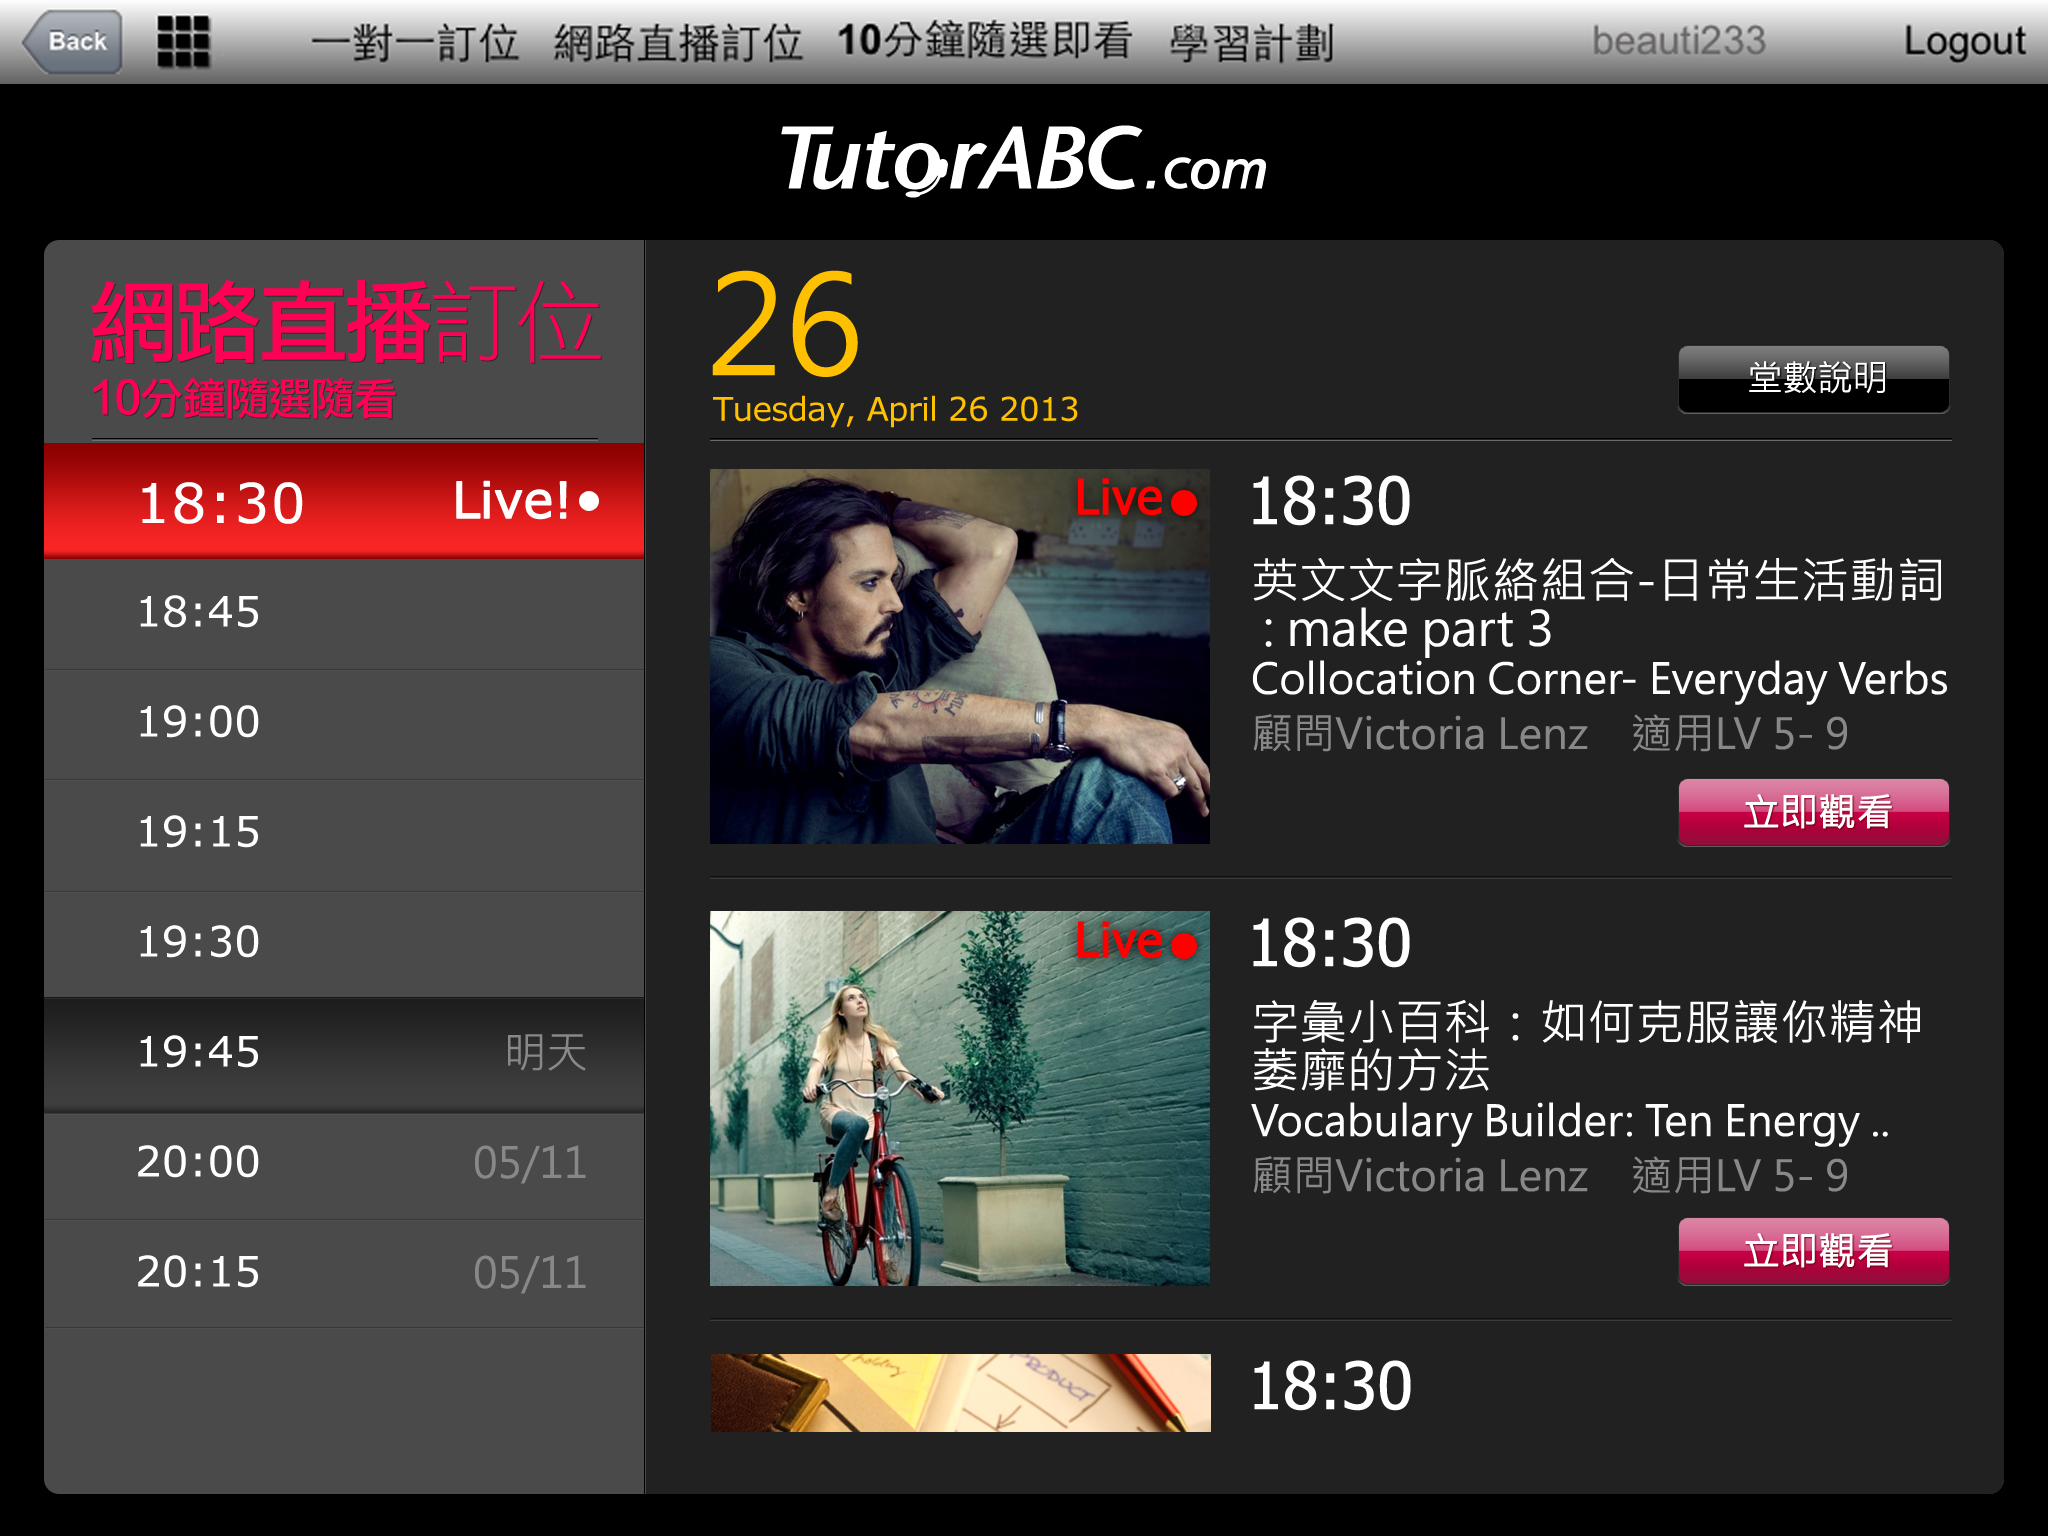 Back
一對一訂位
網路直播訂位
10分鐘隨選即看
學習計劃
beauti233
Logout
TutorABC.com
網路直播訂位
10分鐘隨選隨看
18:30 Live!
18:45
19:00
19:15
19:30
19:45 明天
20:00 05/11
20:15 05/11
26
Tuesday, April 26 2013
堂數說明
Live
18:30
英文文字脈絡組合-日常生活動詞
: make part 3
Collocation Corner- Everyday Verbs
顧問Victoria Lenz 適用LV 5- 9
立即觀看
Live
18:30
字彙小百科：如何克服讓你精神
萎靡的方法
Vocabulary Builder: Ten Energy ..
顧問Victoria Lenz 適用LV 5- 9
立即觀看
holding
PRODUCT
18:30